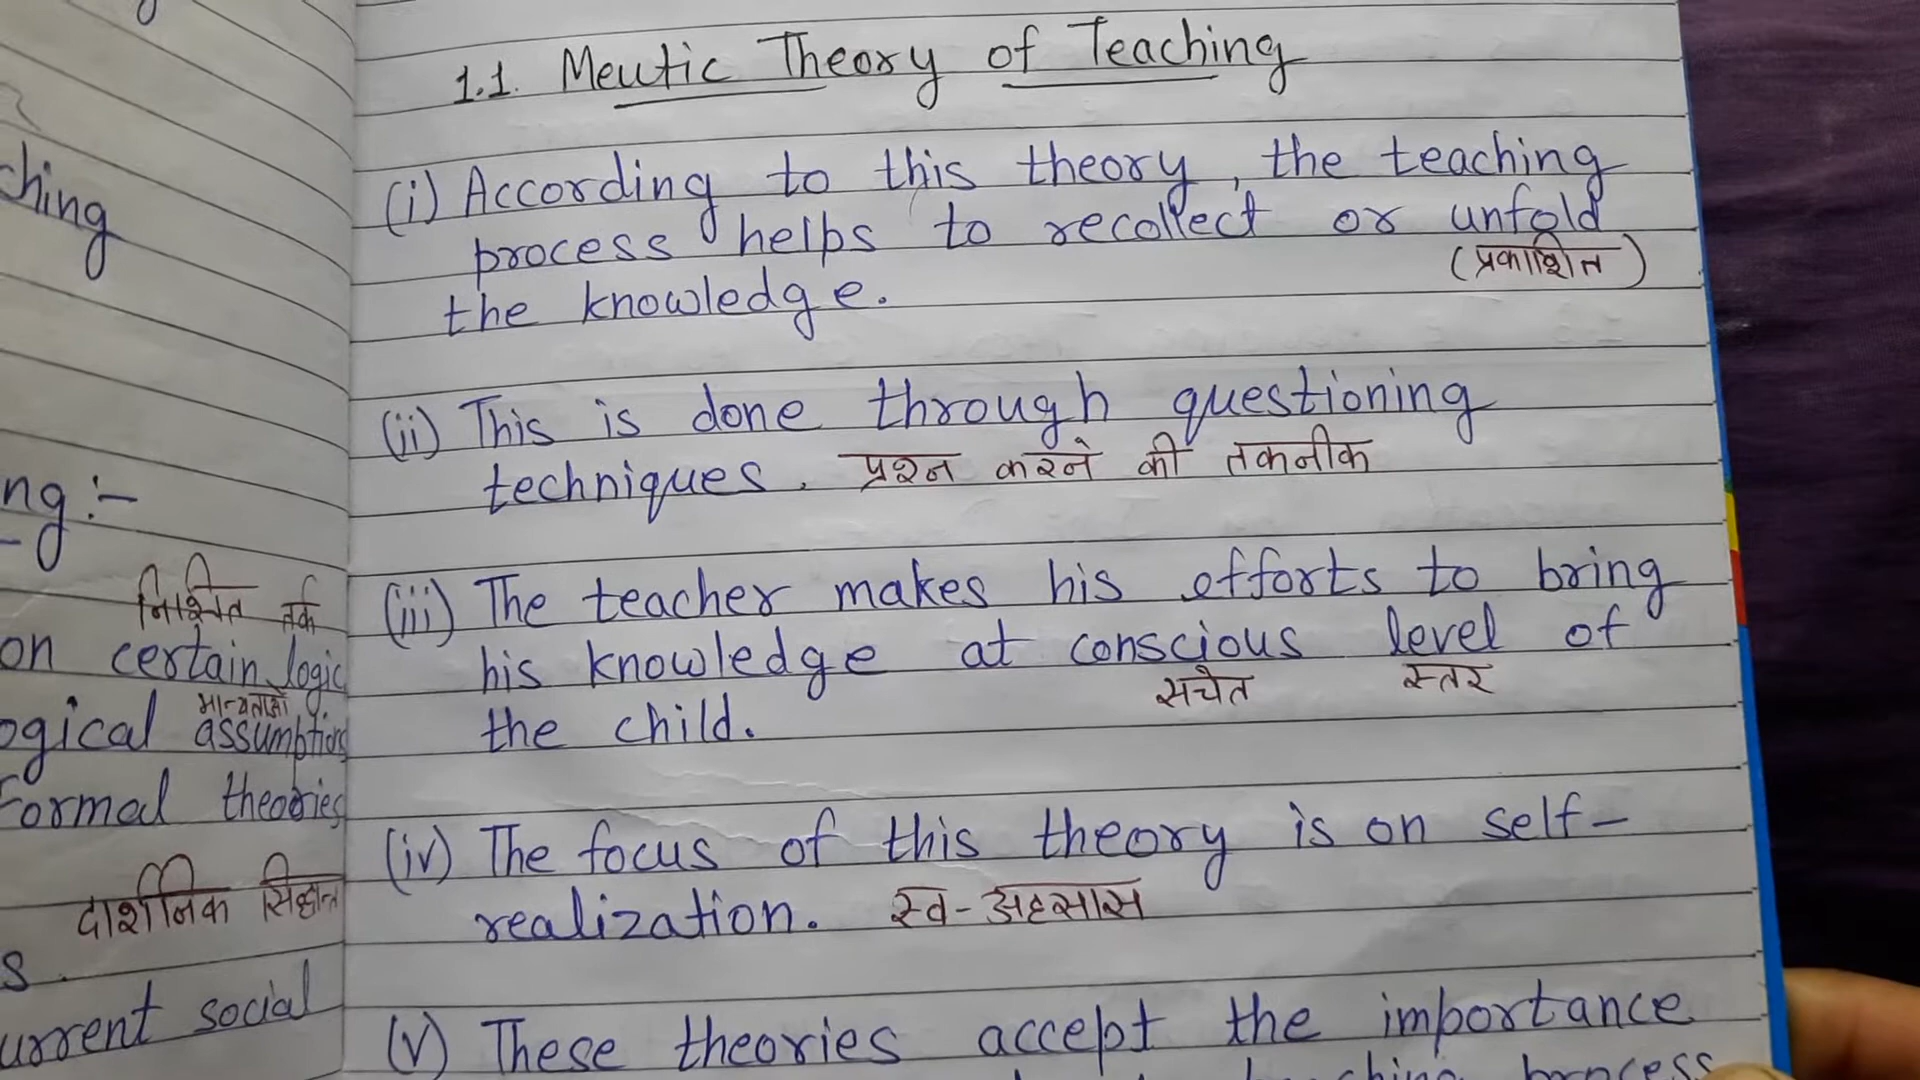 ching
ng:-
निश्चित तर्क
on certain logic
मान्यताओं
ogical assumptions
Formal theories
दार्शनिक सिद्धान्त
s.
urrent social
1.1. Meutic Theory of Teaching
(i) According to this theory, the teaching
process helps to recollect or unfold
(प्रकाशित)
the knowledge.
(ii) This is done through questioning
techniques. प्रश्न करने की तकनीक
(iii) The teacher makes his efforts to bring
his knowledge at conscious level of
सचेत स्तर
the child.
(iv) The focus of this theory is on self-
realization. स्व-अहसास
(v) These theories accept the importance
process